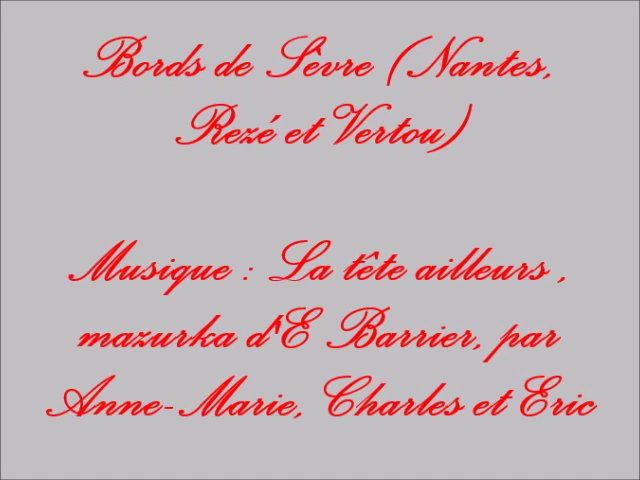 Bords de Sèvre (Nantes,
Rezé et Vertou)
Musique : La tête ailleurs ,
mazurka d'E Barrier, par
Anne-Marie, Charles et Eric